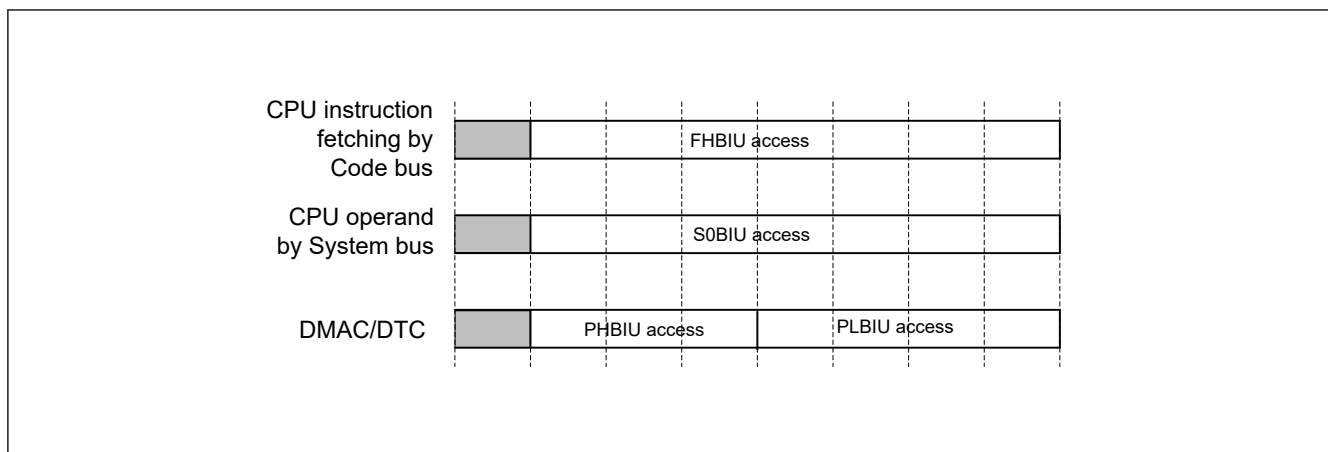 CPU instruction
fetching by
Code bus
FHBIU access
CPU operand
by System bus
S0BIU access
DMAC/DTC
PHBIU access
PLBIU access